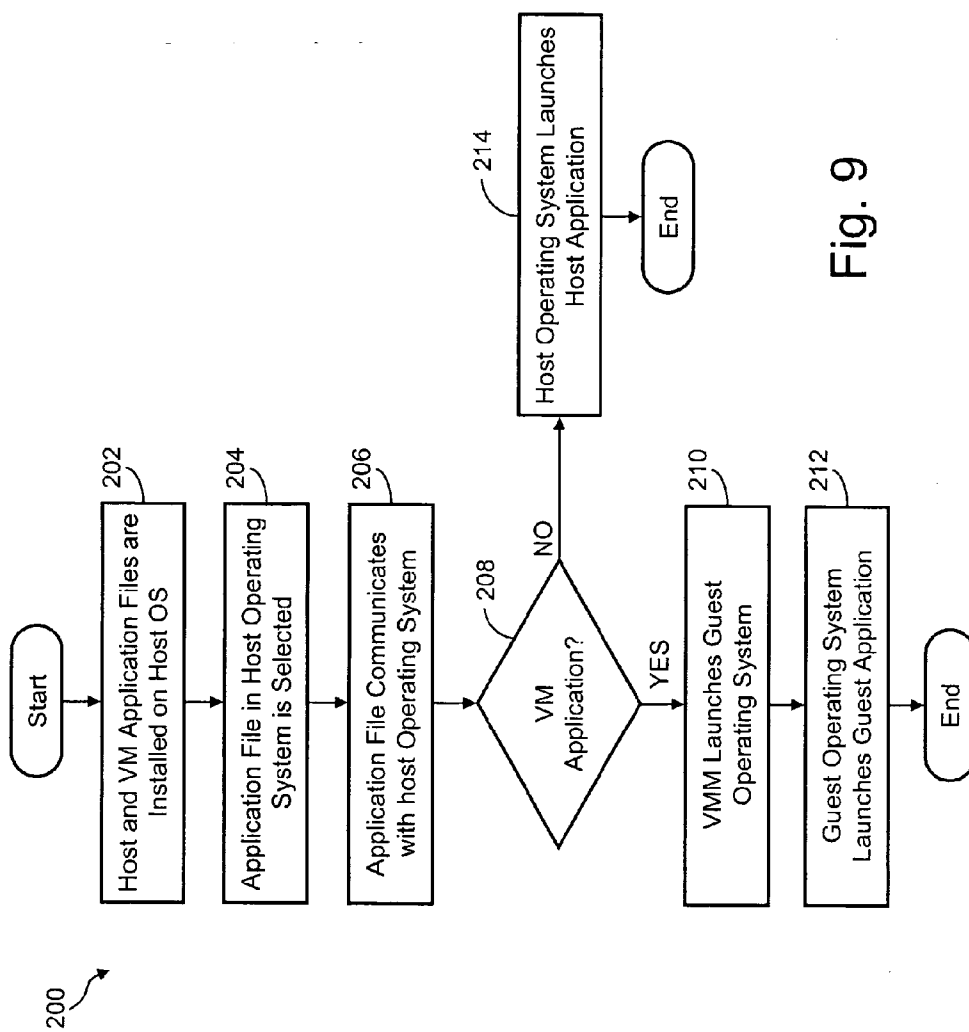 200
Start
202
Host and VM Application Files are
Installed on Host OS
204
Application File in Host Operating
System is Selected
206
Application File Communicates
with host Operating System
208
VM
Application?
NO
YES
214
Host Operating System Launches
Host Application
End
210
VMM Launches Guest
Operating System
212
Guest Operating System
Launches Guest Application
End
Fig. 9